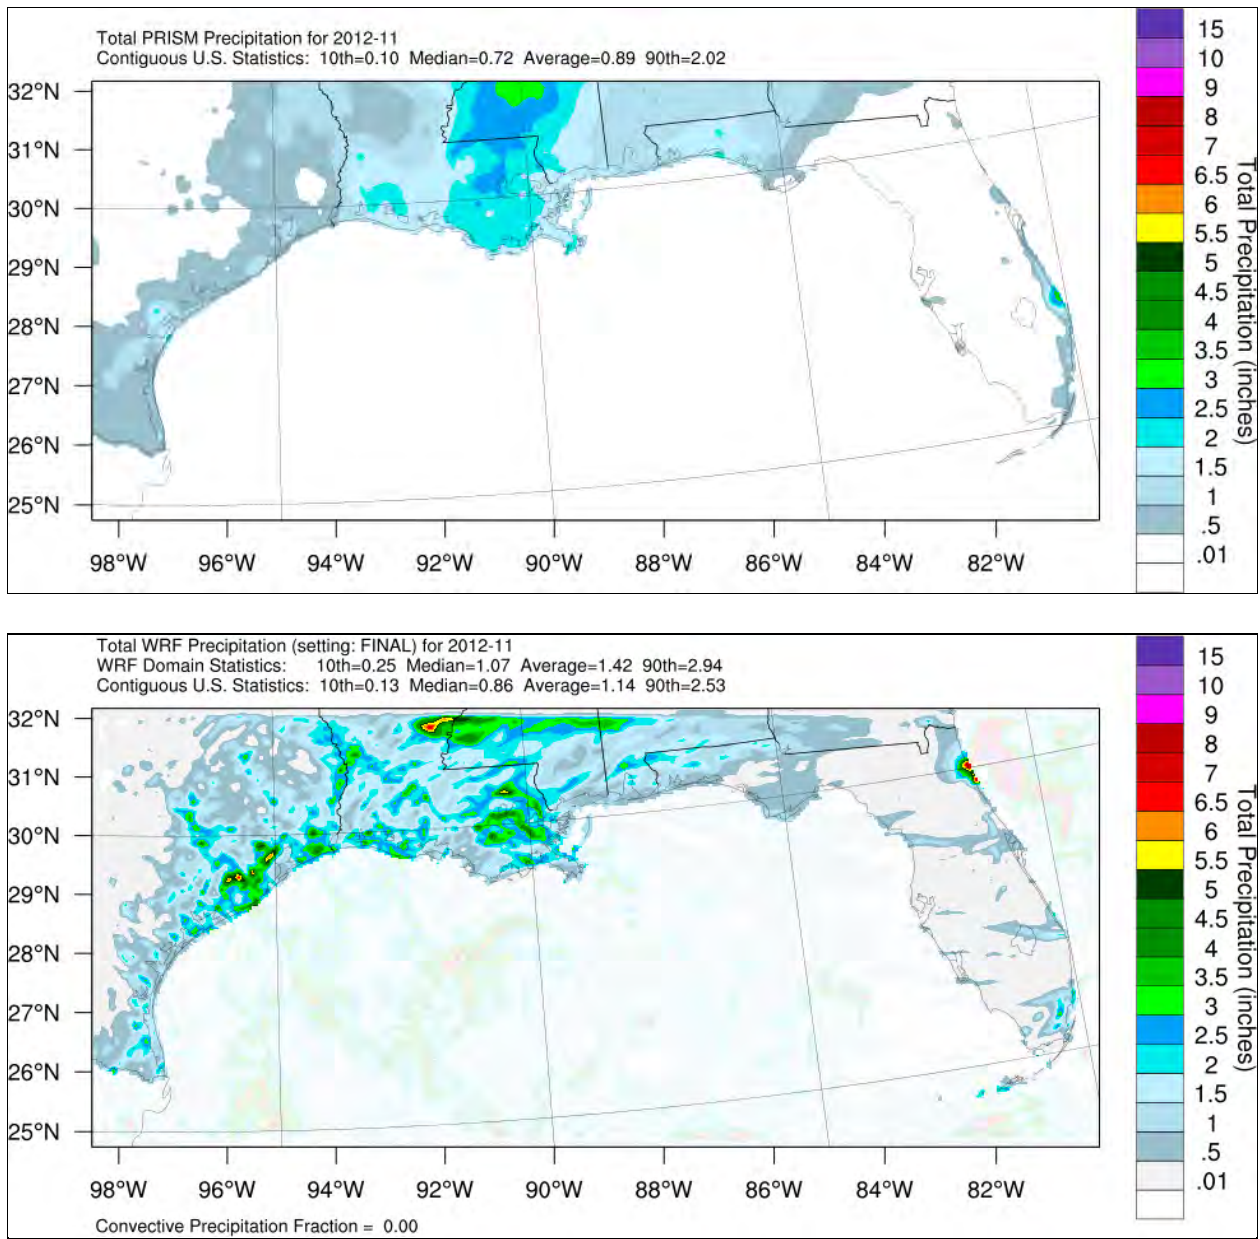 Total PRISM Precipitation for 2012-11
Contiguous U.S. Statistics: 10th=0.10 Median=0.72 Average=0.89 90th=2.02
32°N
31°N
30°N
29°N
28°N
27°N
26°N
25°N
98°W 96°W 94°W 92°W 90°W 88°W 86°W 84°W 82°W
15
10
9
8
7
6.5
6
5.5
5
4.5
4
3.5
3
2.5
2
1.5
1
.5
.01
Total Precipitation (inches)
Total WRF Precipitation (setting: FINAL) for 2012-11
WRF Domain Statistics: 10th=0.25 Median=1.07 Average=1.42 90th=2.94
Contiguous U.S. Statistics: 10th=0.13 Median=0.86 Average=1.14 90th=2.53
32°N
31°N
30°N
29°N
28°N
27°N
26°N
25°N
98°W 96°W 94°W 92°W 90°W 88°W 86°W 84°W 82°W
15
10
9
8
7
6.5
6
5.5
5
4.5
4
3.5
3
2.5
2
1.5
1
.5
.01
Total Precipitation (inches)
Convective Precipitation Fraction = 0.00